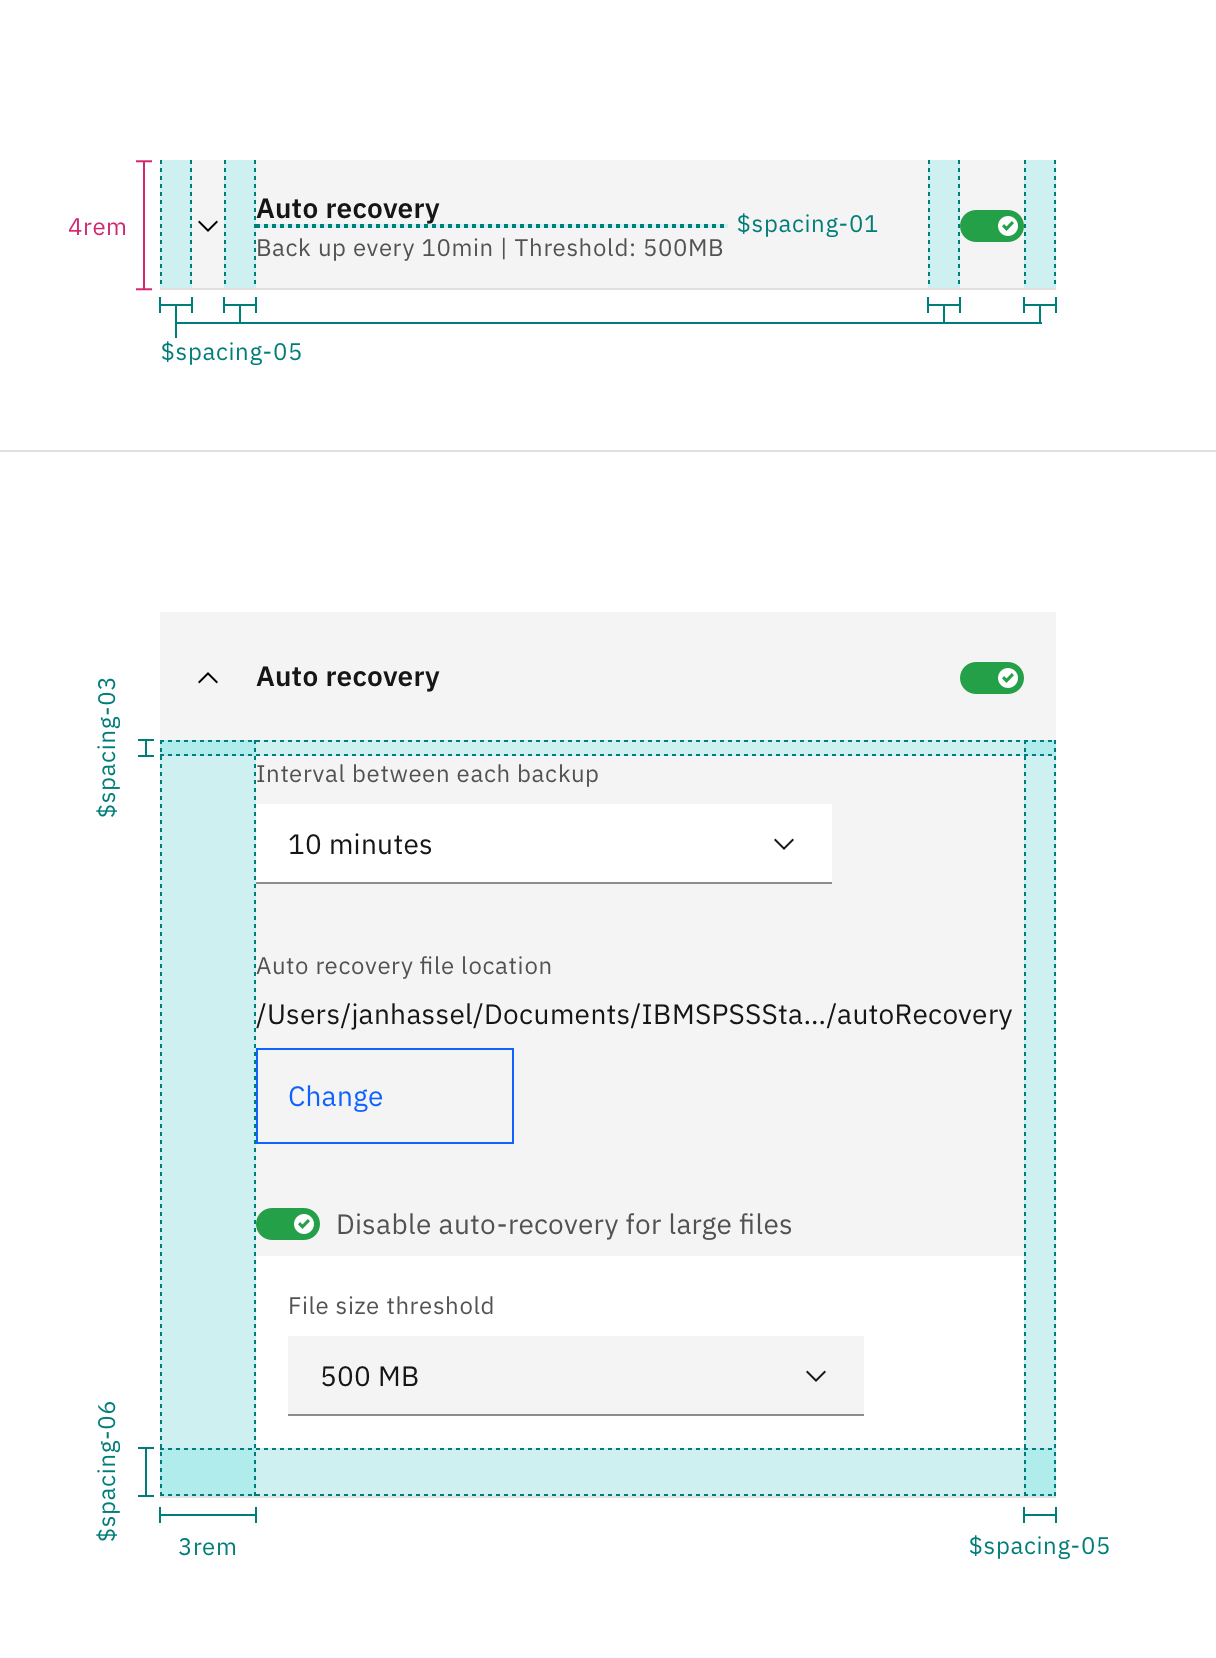 4rem
Auto recovery
$spacing-01
Back up every 10min | Threshold: 500MB
$spacing-05
Auto recovery
$spacing-03
Interval between each backup
10 minutes
Auto recovery file location
/Users/janhassel/Documents/IBMSPSSSta.../autoRecovery
Change
Disable auto-recovery for large files
File size threshold
500 MB
$spacing-06
3rem
$spacing-05